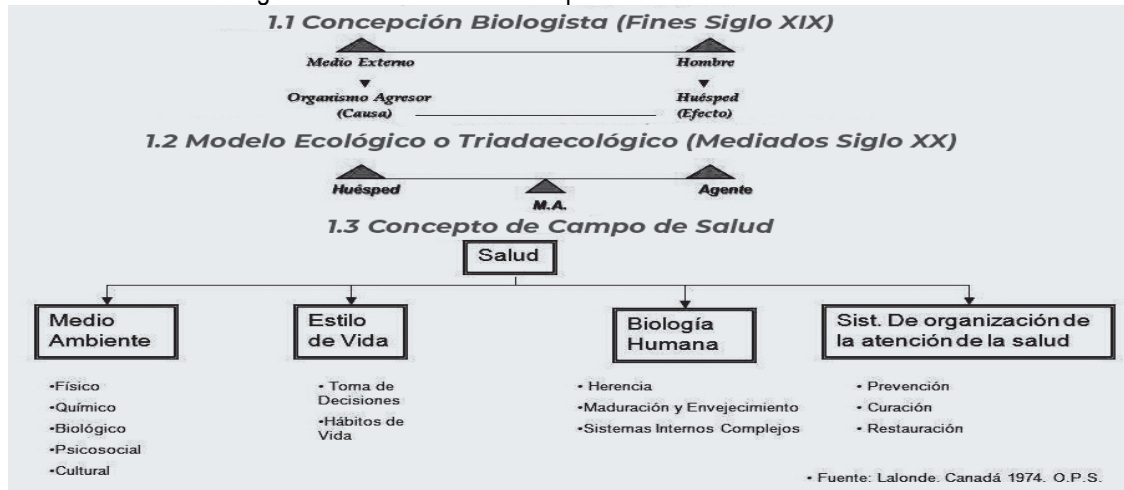 1.1 Concepción Biologista (Fines Siglo XIX)
Medio Externo
Hombre
Organismo Agresor
(Causa)
Huésped
(Efecto)
1.2 Modelo Ecológico o Triadaecológico (Mediados Siglo XX)
Huésped
M.A.
Agente
1.3 Concepto de Campo de Salud
Salud
Medio
Ambiente
•Físico
•Químico
•Biológico
•Psicosocial
•Cultural
Estilo
de Vida
• Toma de
Decisiones
•Hábitos de
Vida
Biología
Humana
• Herencia
•Maduración y Envejecimiento
•Sistemas Internos Complejos
Sist. De organización de
la atención de la salud
• Prevención
• Curación
• Restauración
• Fuente: Lalonde. Canadá 1974. O.P.S.